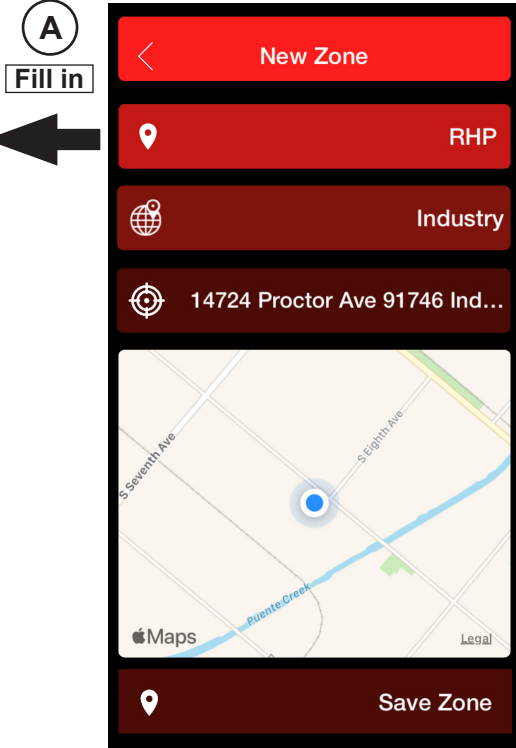 A
Fill in
New Zone
RHP
Industry
14724 Proctor Ave 91746 Ind...
S Seventh Ave
S Eighth Ave
Puente Creek
Maps
Legal
Save Zone